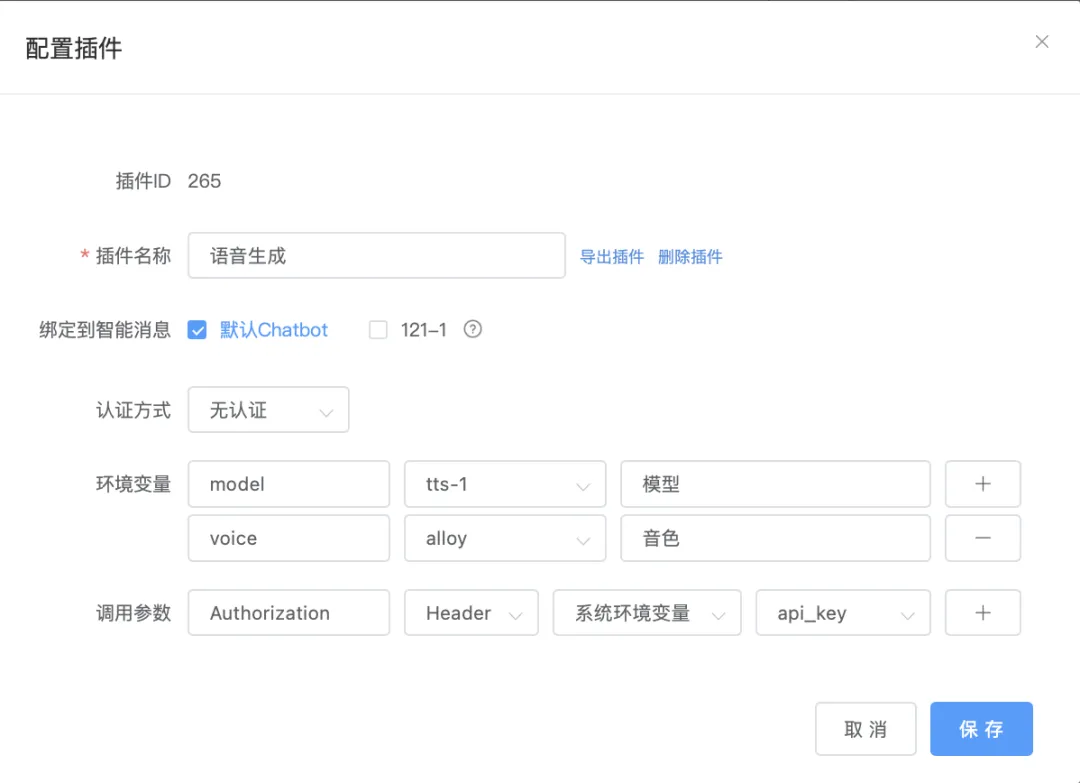 配置插件
插件ID 265
* 插件名称 语音生成 导出插件 删除插件
绑定到智能消息 默认Chatbot 121–1 ?
认证方式 无认证
环境变量 model tts-1 模型 +
voice alloy 音色 −
调用参数 Authorization Header 系统环境变量 api_key +
取消 保存